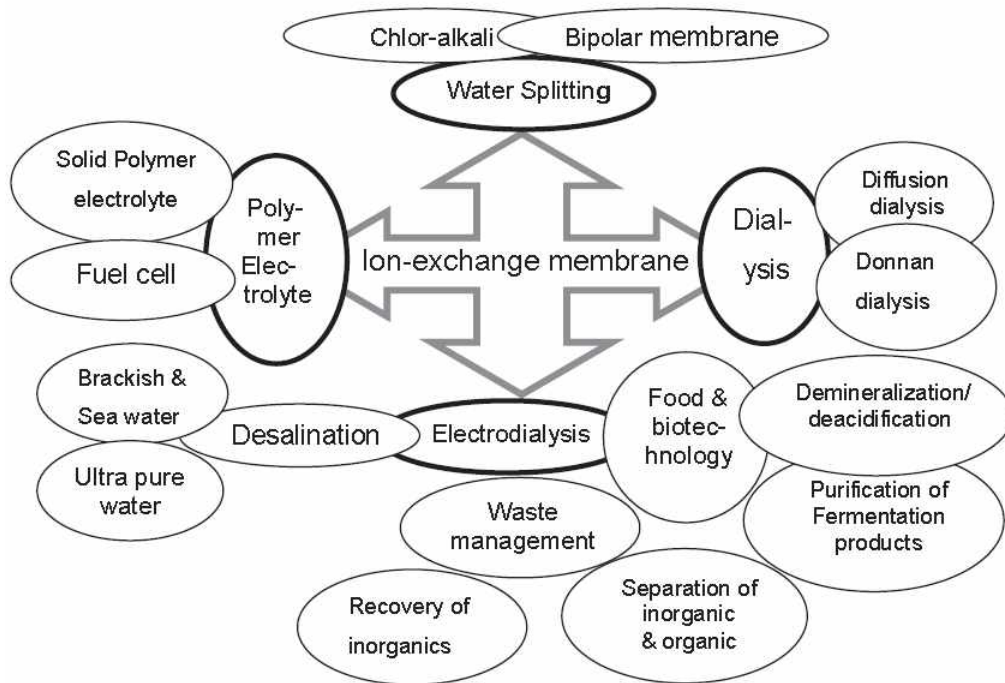 Chlor-alkali
Bipolar membrane
Water Splitting
Solid Polymer
electrolyte
Fuel cell
Poly-
mer
Elec-
trolyte
Ion-exchange membrane
Dial-
ysis
Diffusion
dialysis
Donnan
dialysis
Brackish &
Sea water
Ultra pure
water
Desalination
Electrodialysis
Food &
biotec-
hnology
Demineralization/
deacidification
Purification of
Fermentation
products
Waste
management
Recovery of
inorganics
Separation of
inorganic
& organic